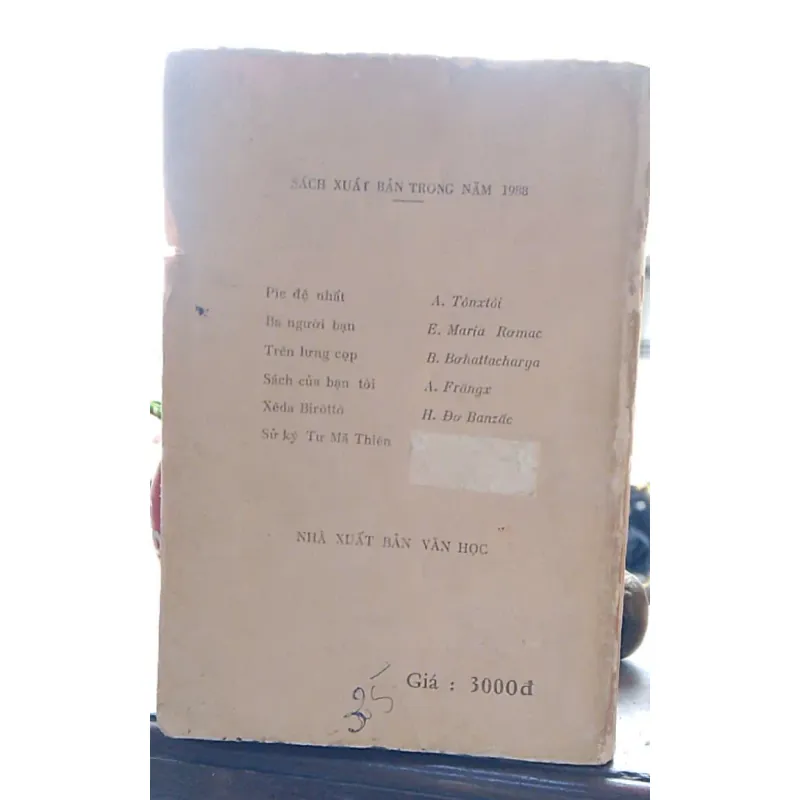 SÁCH XUẤT BẢN TRONG NĂM 1988
Pie đệ nhất A. Tônxtôi
Ba người bạn E. Maria Rơmac
Trên lưng cọp B. Bơhattacharya
Sách của bạn tôi A. Frăngx
Xêda Birôttô H. Đơ Banzắc
Sử ký Tư Mã Thiên
NHÀ XUẤT BẢN VĂN HỌC
Giá : 3000đ
35